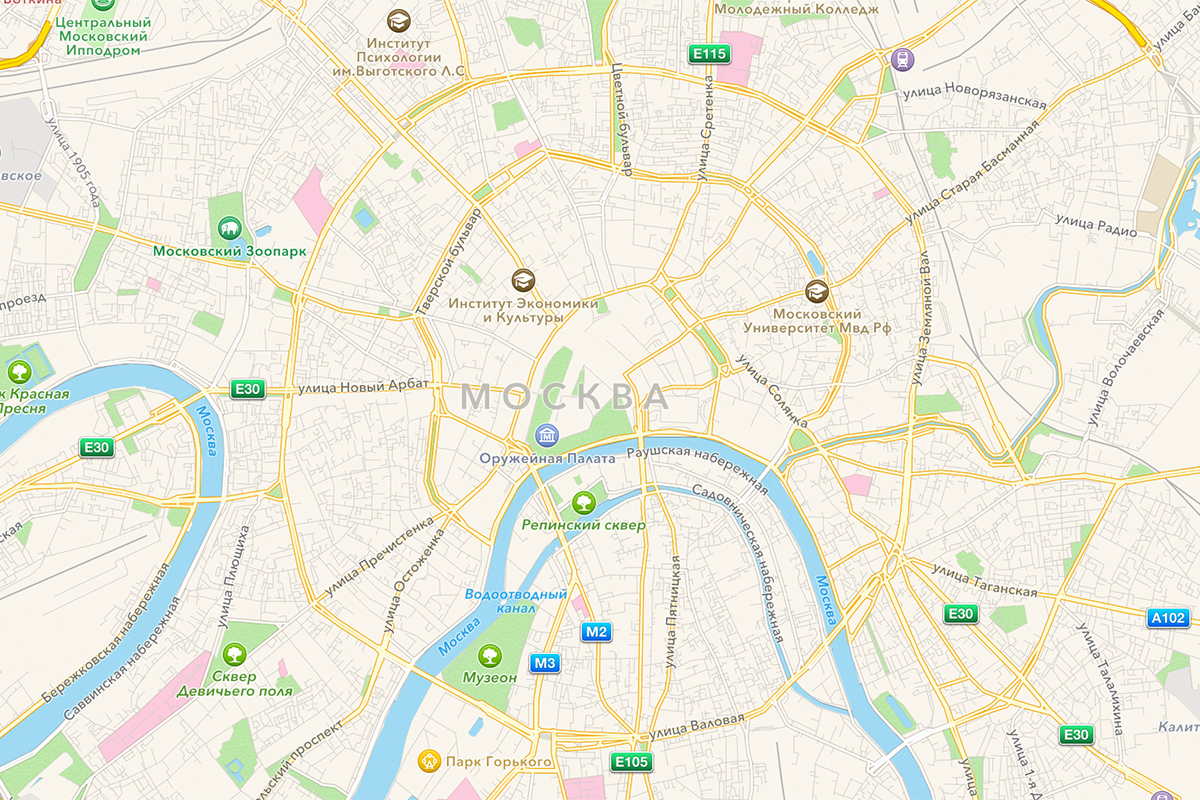 Боткина
Центральный
Московский
Ипподром
Институт
Психологии
им.Выготского Л.С
Молодежный Колледж
E115
Цветной бульвар
улица Сретенка
улица Новорязанская
улица Ба
улица 1905 года
вское
улица Старая Басманная
улица Радио
Московский Зоопарк
Тверской бульвар
Институт Экономики
и Культуры
Московский
Университет Мвд Рф
улица Земляной Вал
проезд
улица Волочаевская
к Красная
Пресня
E30
улица Новый Арбат
МОСКВА
улица Солянка
Москва
E30
Оружейная Палата
Раушская набережная
Садовническая набережная
Репинский сквер
ская
улица Плющиха
улица Пречистенка
улица Остоженка
Водоотводный
канал
Москва
улица Пятницкая
Москва
улица Таганская
E30
A102
Бережковская набережная
Саввинская набережная
M2
M3
Сквер
Девичьего поля
Музеон
улица Талалихина
улица Валовая
E30
Калит
льский проспект
Парк Горького
E105
улица
улица 1-я Д